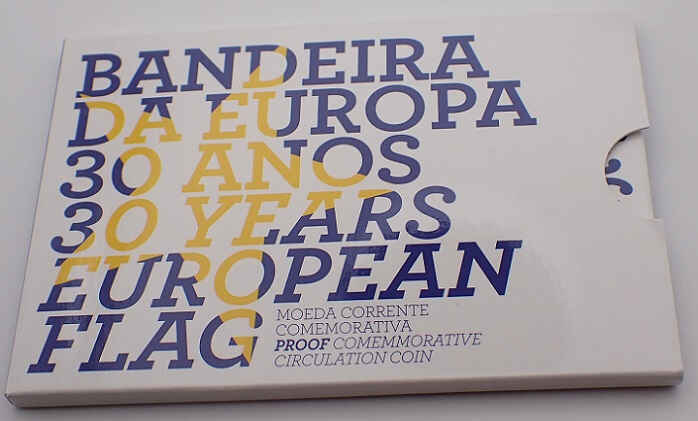 BANDEIRA
DA EUROPA
30 ANOS
30 YEARS
EUROPEAN
FLAG
MOEDA CORRENTE
COMEMORATIVA
PROOF COMEMMORATIVE
CIRCULATION COIN